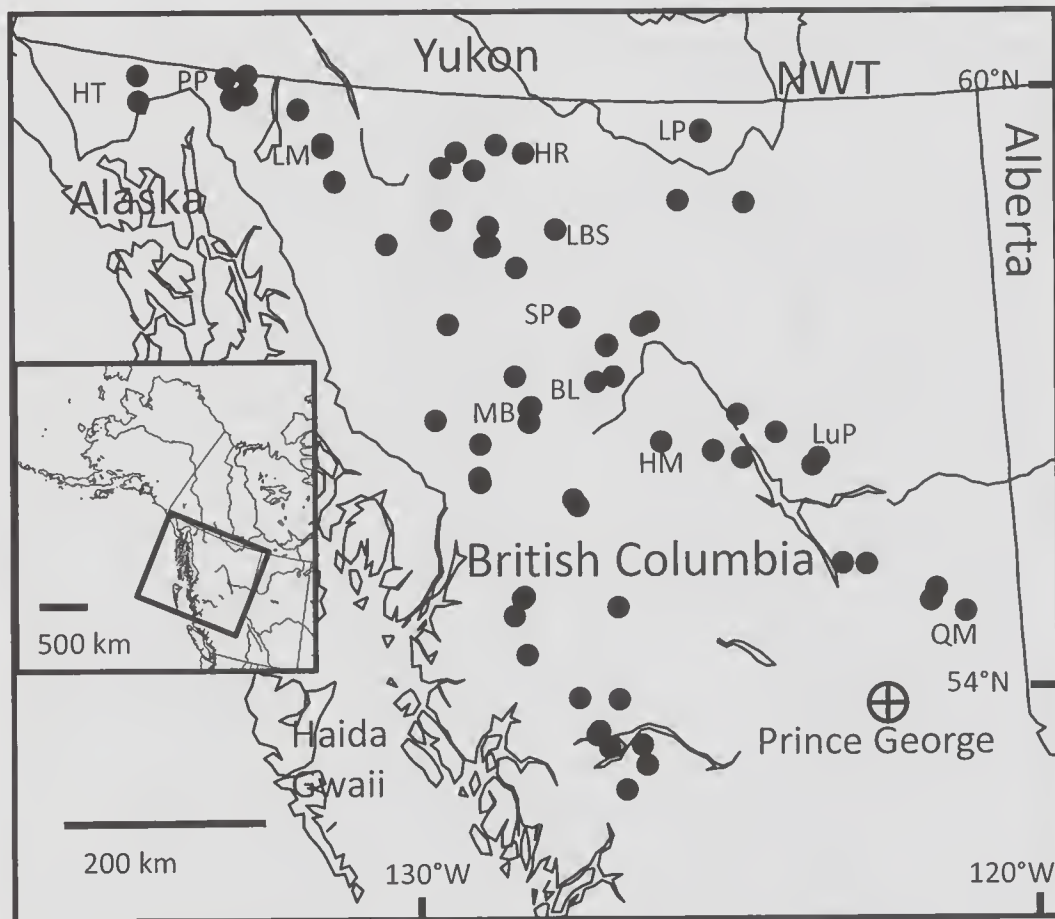 Yukon
NWT
60°N
HT
PP
LP
LM
HR
Alaska
Alberta
LBS
SP
BL
MB
HM
LuP
British Columbia
500 km
QM
54°N
Prince George
Haida
Gwaii
200 km
130°W
120°W